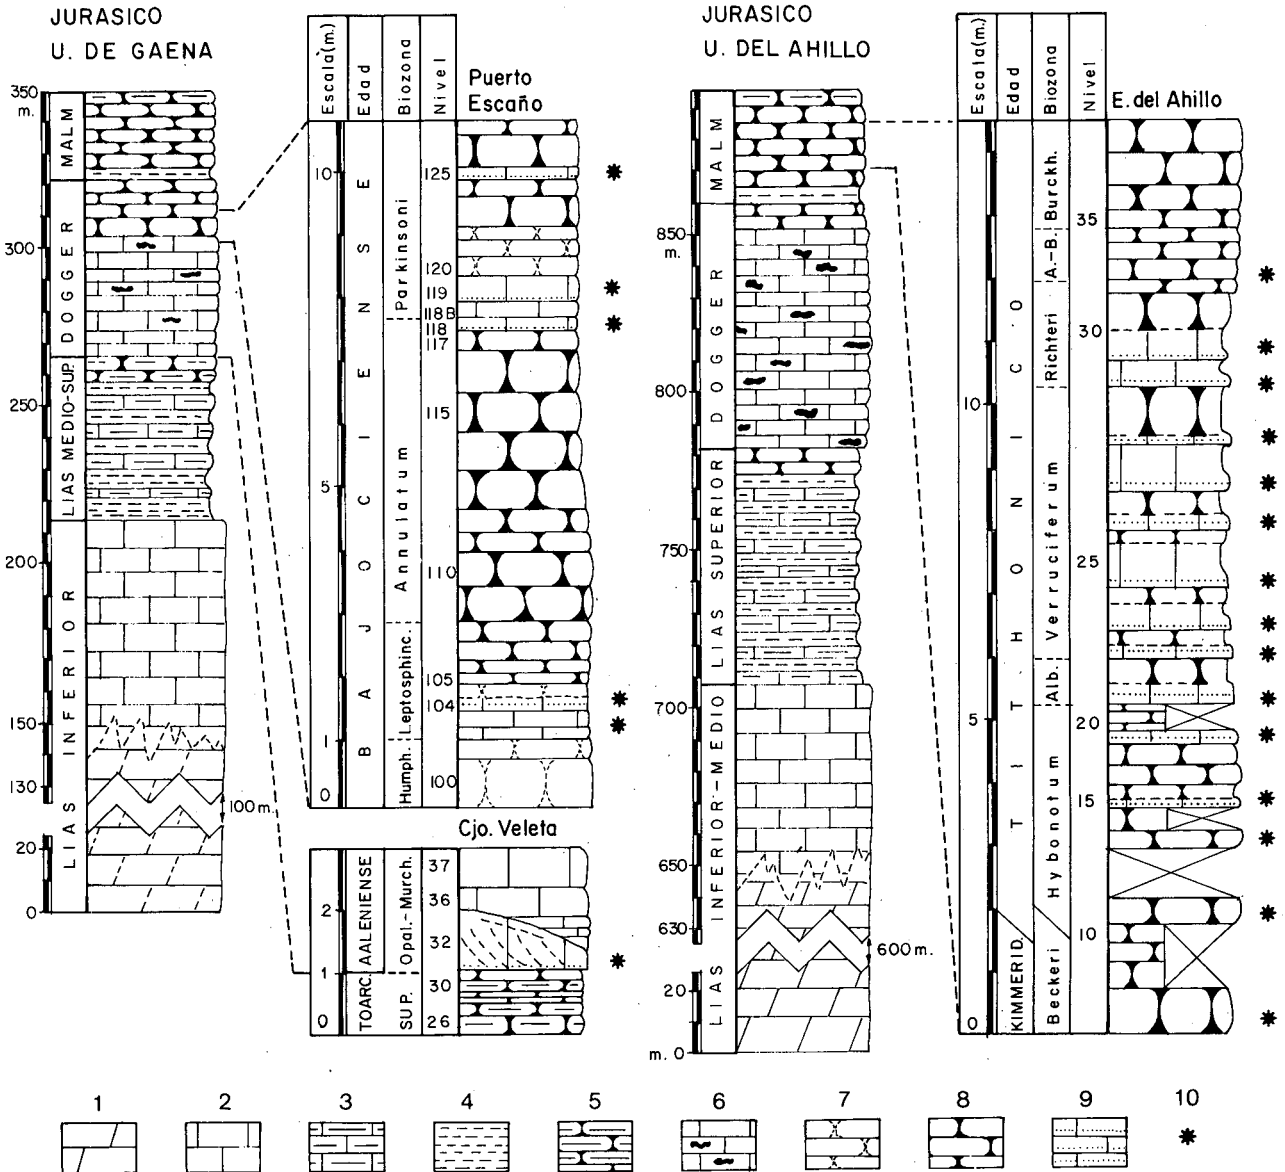 JURASICO
U. DE GAENA
350
m.
300
250
200
150
130
20
0
MALM
DOGGER
LIAS MEDIO-SUP.
LIAS INFERIOR
100 m.
Escala (m.)
Edad
Biozona
Nivel
Puerto
Escaño
10
5
1
0
BAJOCIENSE
Parkinsoni
Annulatum
Leptosphinc.
Humph.
125
120
119
118B
118
117
115
110
105
104
100
Cjo. Veleta
2
1
0
AALENIENSE
TOARC.
Opal.-Murch.
SUP.
37
36
32
30
26
JURASICO
U. DEL AHILLO
850
m.
800
750
700
650
630
20
m. 0
MALM
DOGGER
LIAS SUPERIOR
LIAS INFERIOR-MEDIO
600 m.
Escala (m.)
Edad
Biozona
Nivel
E. del Ahillo
10
5
0
TITHONICO
KIMMERID.
A.-B. Burckh.
Richteri
Verruciferum
Alb.
Hybonotum
Beckeri
35
30
25
20
15
10
1 2 3 4 5 6 7 8 9 10